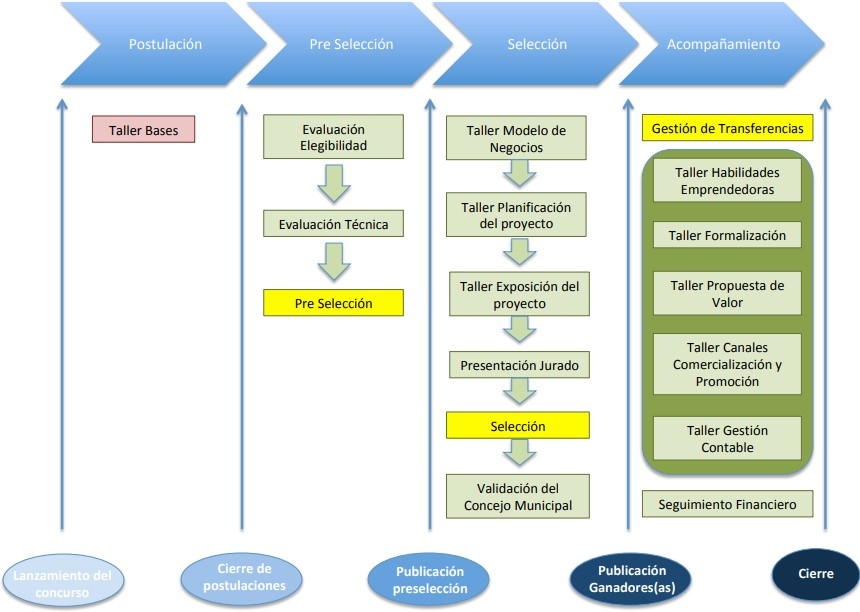 Postulación
Pre Selección
Selección
Acompañamiento
Taller Bases
Evaluación
Elegibilidad
Evaluación Técnica
Pre Selección
Taller Modelo de
Negocios
Taller Planificación
del proyecto
Taller Exposición del
proyecto
Presentación Jurado
Selección
Validación del
Concejo Municipal
Gestión de Transferencias
Taller Habilidades
Emprendedoras
Taller Formalización
Taller Propuesta de
Valor
Taller Canales
Comercialización y
Promoción
Taller Gestión
Contable
Seguimiento Financiero
Lanzamiento del
concurso
Cierre de
postulaciones
Publicación
preselección
Publicación
Ganadores(as)
Cierre